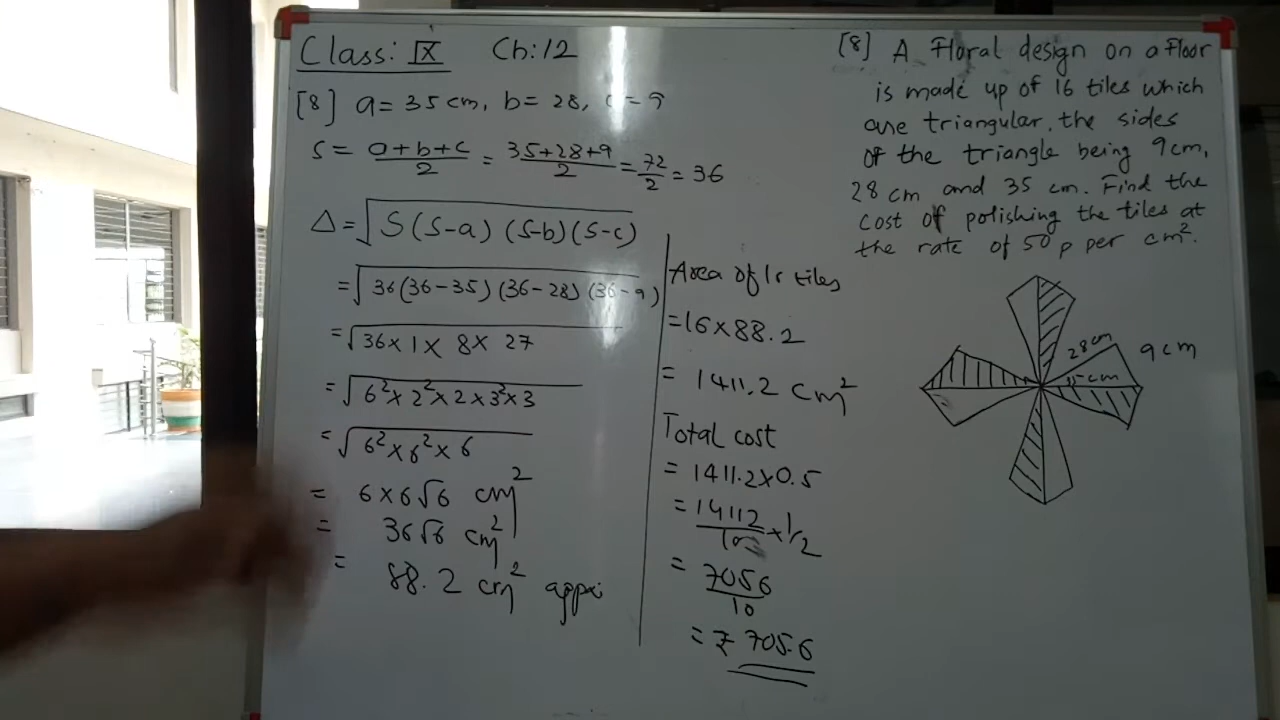 Class: IX Ch:12
[8] a = 35 cm, b = 28, c = 9
S = a+b+c/2 = 35+28+9/2 = 72/2 = 36
Δ = √S(S-a)(S-b)(S-c)
= √36(36-35)(36-28)(36-9)
= √36 × 1 × 8 × 27
= √6² × 2² × 2 × 3² × 3
= √6² × 6² × 6
= 6 × 6√6 cm²
= 36√6 cm²
= 88.2 cm² appx
Area of 16 tiles
= 16 × 88.2
= 1411.2 cm²
Total cost
= 1411.2 × 0.5
= 14112/10 × 1/2
= 7056/10
= ₹ 705.6
[8] A Floral design on a floor
is made up of 16 tiles which
are triangular. the sides
of the triangle being 9cm,
28 cm and 35 cm. Find the
cost of polishing the tiles at
the rate of 50 p per cm².
28cm
9cm